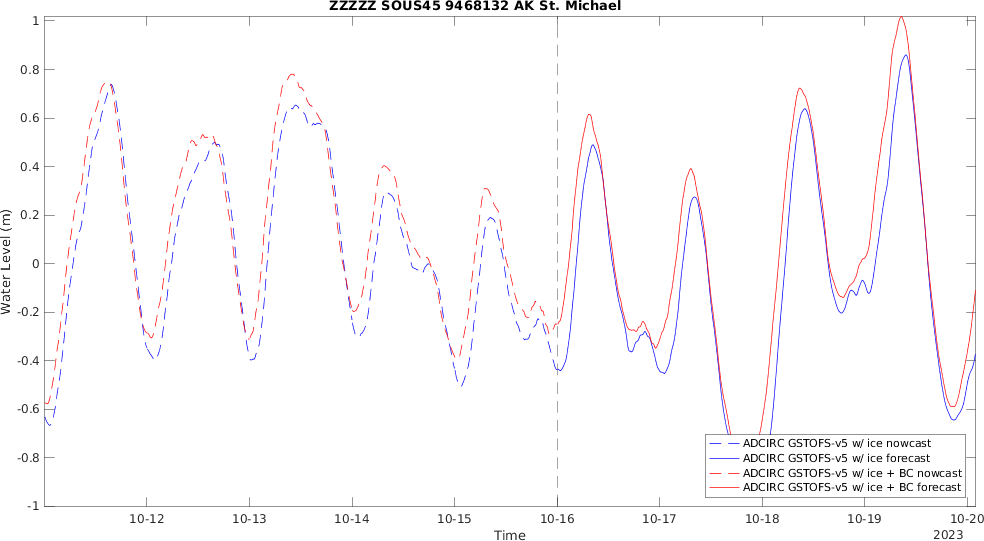 ZZZZZ SOUS45 9468132 AK St. Michael
Water Level (m)
1
0.8
0.6
0.4
0.2
0
-0.2
-0.4
-0.6
-0.8
-1
ADCIRC GSTOFS-v5 w/ ice nowcast
ADCIRC GSTOFS-v5 w/ ice forecast
ADCIRC GSTOFS-v5 w/ ice + BC nowcast
ADCIRC GSTOFS-v5 w/ ice + BC forecast
10-12 10-13 10-14 10-15 10-16 10-17 10-18 10-19 10-20
Time
2023